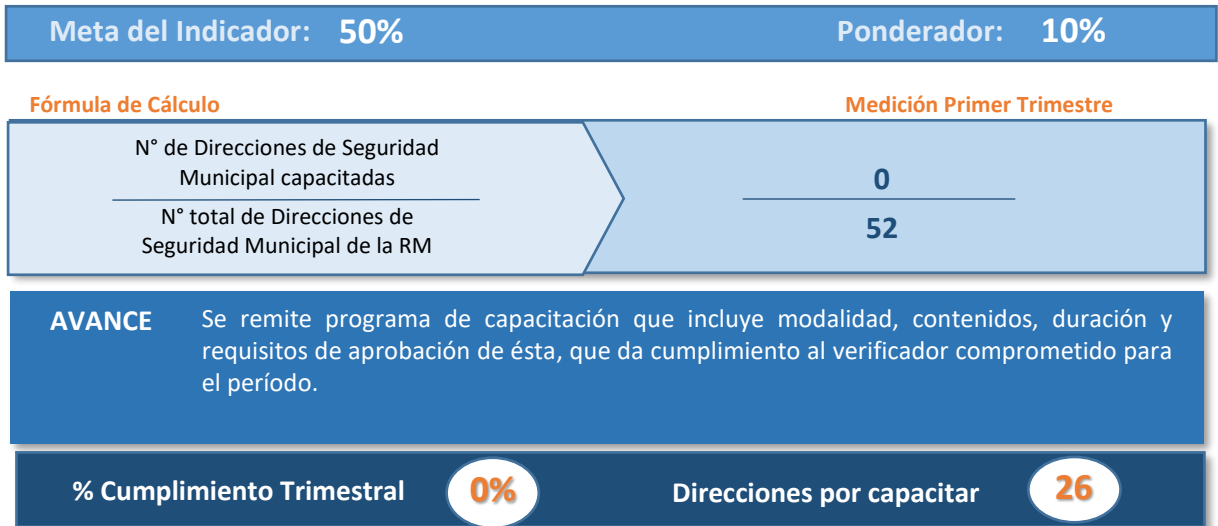 Meta del Indicador: 50% Ponderador: 10%
Fórmula de Cálculo Medición Primer Trimestre
N° de Direcciones de Seguridad
Municipal capacitadas
N° total de Direcciones de
Seguridad Municipal de la RM
0
52
AVANCE Se remite programa de capacitación que incluye modalidad, contenidos, duración y
requisitos de aprobación de ésta, que da cumplimiento al verificador comprometido para
el período.
% Cumplimiento Trimestral 0% Direcciones por capacitar 26